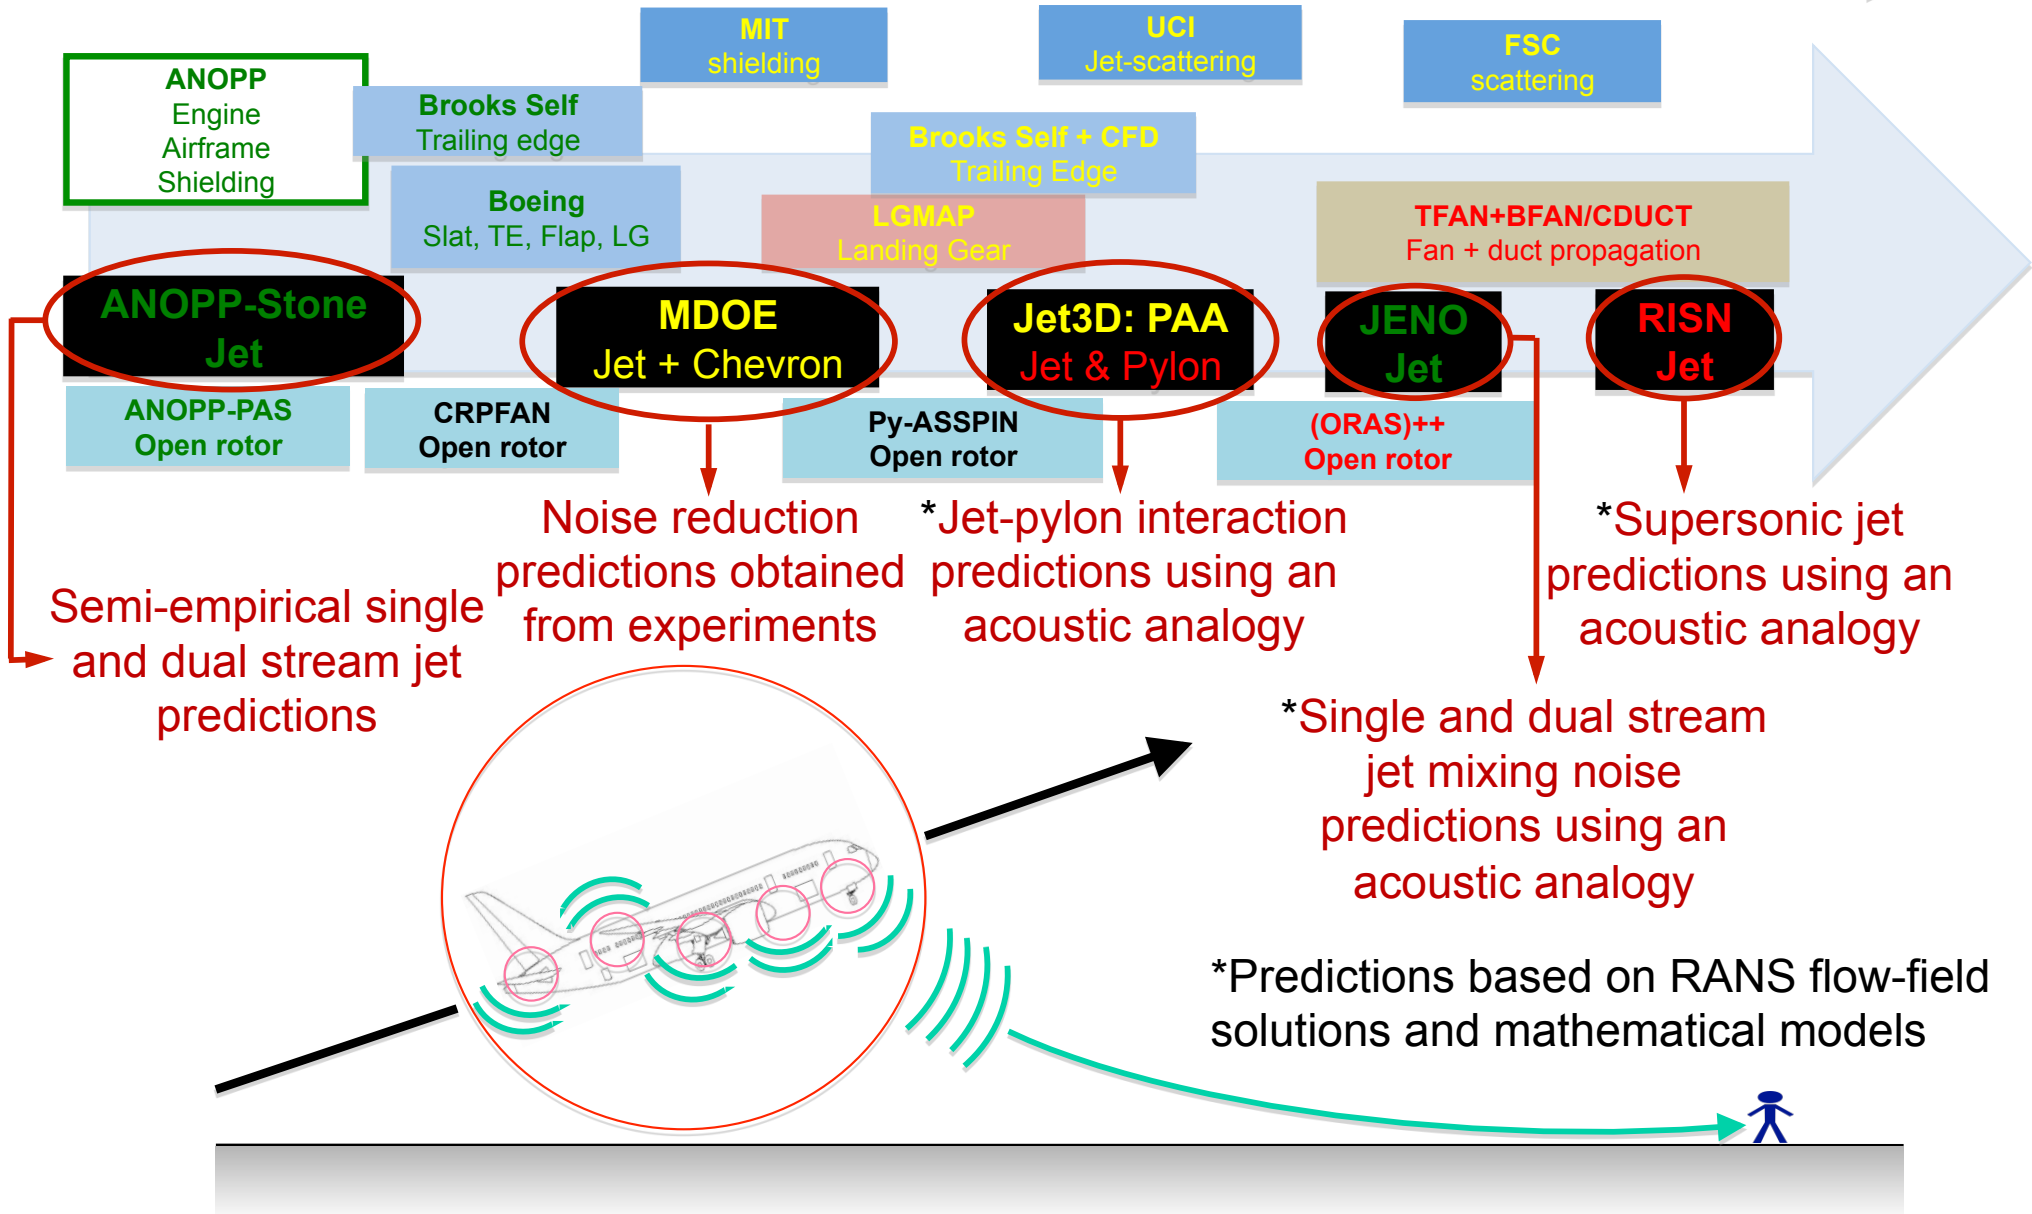 MIT
shielding
UCI
Jet-scattering
FSC
scattering
ANOPP
Engine
Airframe
Shielding
Brooks Self
Trailing edge
Brooks Self + CFD
Trailing Edge
Boeing
Slat, TE, Flap, LG
LGMAP
Landing Gear
TFAN+BFAN/CDUCT
Fan + duct propagation
ANOPP-Stone
Jet
MDOE
Jet + Chevron
Jet3D: PAA
Jet & Pylon
JENO
Jet
RISN
Jet
ANOPP-PAS
Open rotor
CRPFAN
Open rotor
Py-ASSPIN
Open rotor
(ORAS)++
Open rotor
Semi-empirical single
and dual stream jet
predictions
Noise reduction
predictions obtained
from experiments
*Jet-pylon interaction
predictions using an
acoustic analogy
*Supersonic jet
predictions using an
acoustic analogy
*Single and dual stream
jet mixing noise
predictions using an
acoustic analogy
*Predictions based on RANS flow-field
solutions and mathematical models